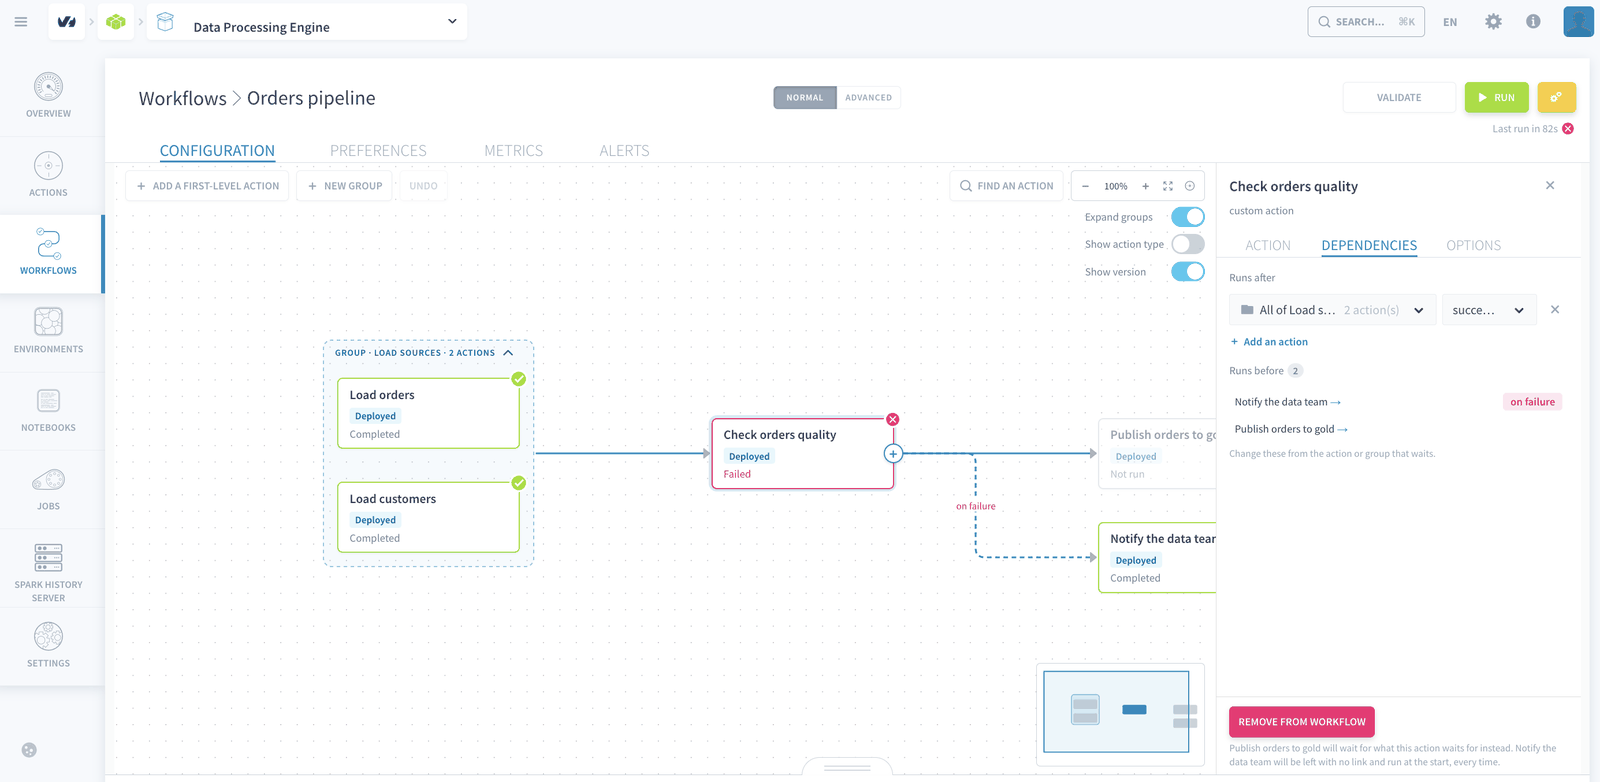 Data Processing Engine
SEARCH... ⌘K
EN
OVERVIEW
ACTIONS
WORKFLOWS
ENVIRONMENTS
NOTEBOOKS
JOBS
SPARK HISTORY
SERVER
SETTINGS
Workflows > Orders pipeline
NORMAL
ADVANCED
VALIDATE
RUN
Last run in 82s
CONFIGURATION
PREFERENCES
METRICS
ALERTS
+ ADD A FIRST-LEVEL ACTION
+ NEW GROUP
UNDO
FIND AN ACTION
− 100% +
Expand groups
Show action type
Show version
GROUP · LOAD SOURCES · 2 ACTIONS
Load orders
Deployed
Completed
Load customers
Deployed
Completed
Check orders quality
Deployed
Failed
on failure
Publish orders to go
Deployed
Not run
Notify the data tear
Deployed
Completed
Check orders quality
custom action
ACTION
DEPENDENCIES
OPTIONS
Runs after
All of Load s... 2 action(s)
succe...
+ Add an action
Runs before 2
Notify the data team →
on failure
Publish orders to gold →
Change these from the action or group that waits.
REMOVE FROM WORKFLOW
Publish orders to gold will wait for what this action waits for instead. Notify the
data team will be left with no link and run at the start, every time.